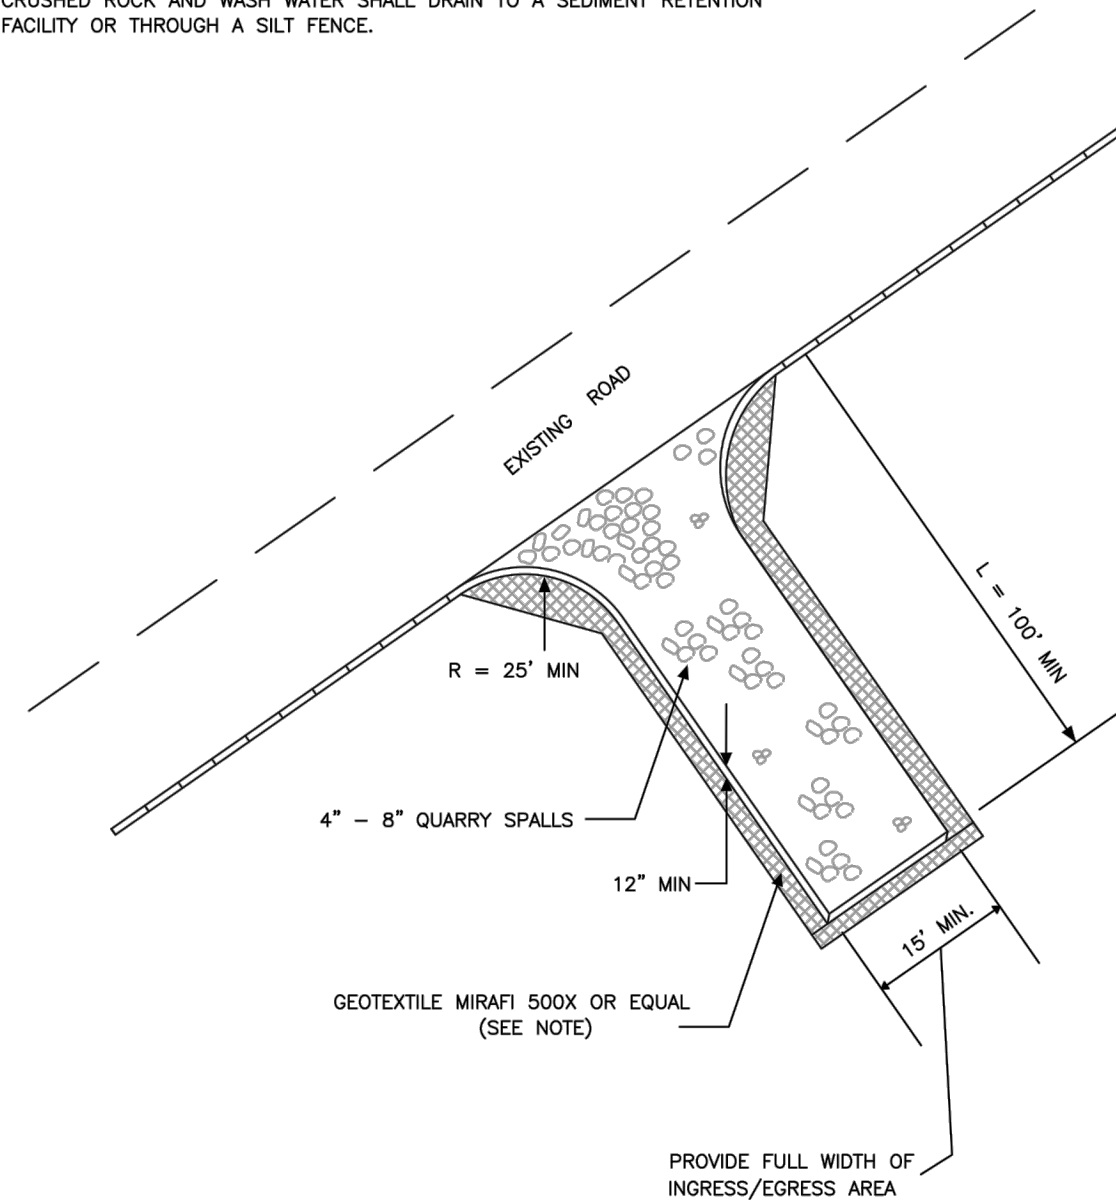 CRUSHED ROCK AND WASH WATER SHALL DRAIN TO A SEDIMENT RETENTION
FACILITY OR THROUGH A SILT FENCE.
EXISTING ROAD
L = 100' MIN
R = 25' MIN
4" - 8" QUARRY SPALLS
12" MIN
15' MIN.
GEOTEXTILE MIRAFI 500X OR EQUAL
(SEE NOTE)
PROVIDE FULL WIDTH OF
INGRESS/EGRESS AREA